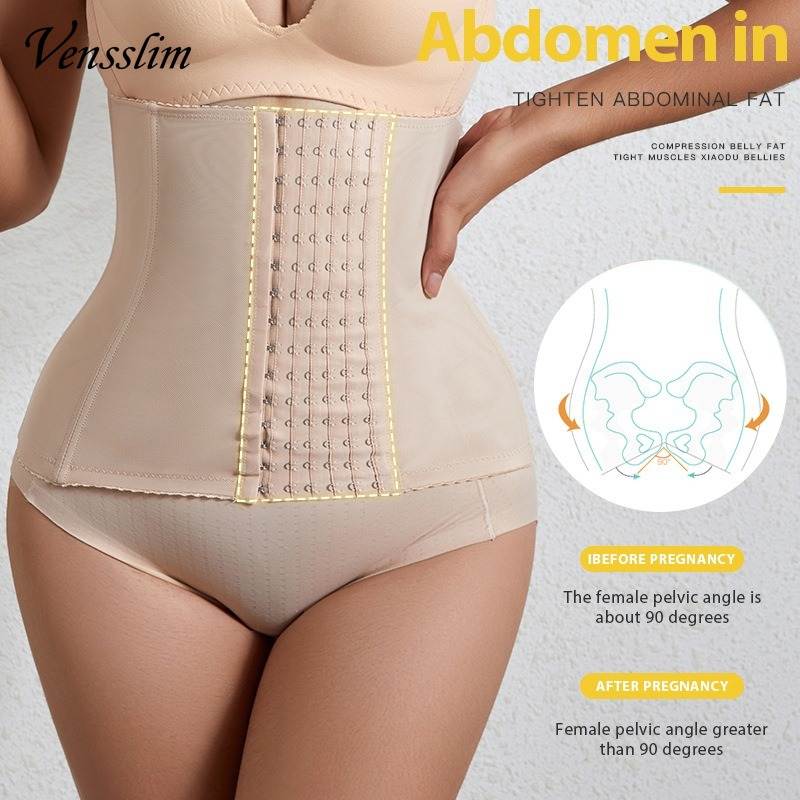 Vensslim
Abdomen in
TIGHTEN ABDOMINAL FAT
COMPRESSION BELLY FAT
TIGHT MUSCLES XIAODU BELLIES
90°
IBEFORE PREGNANCY
The female pelvic angle is
about 90 degrees
AFTER PREGNANCY
Female pelvic angle greater
than 90 degrees